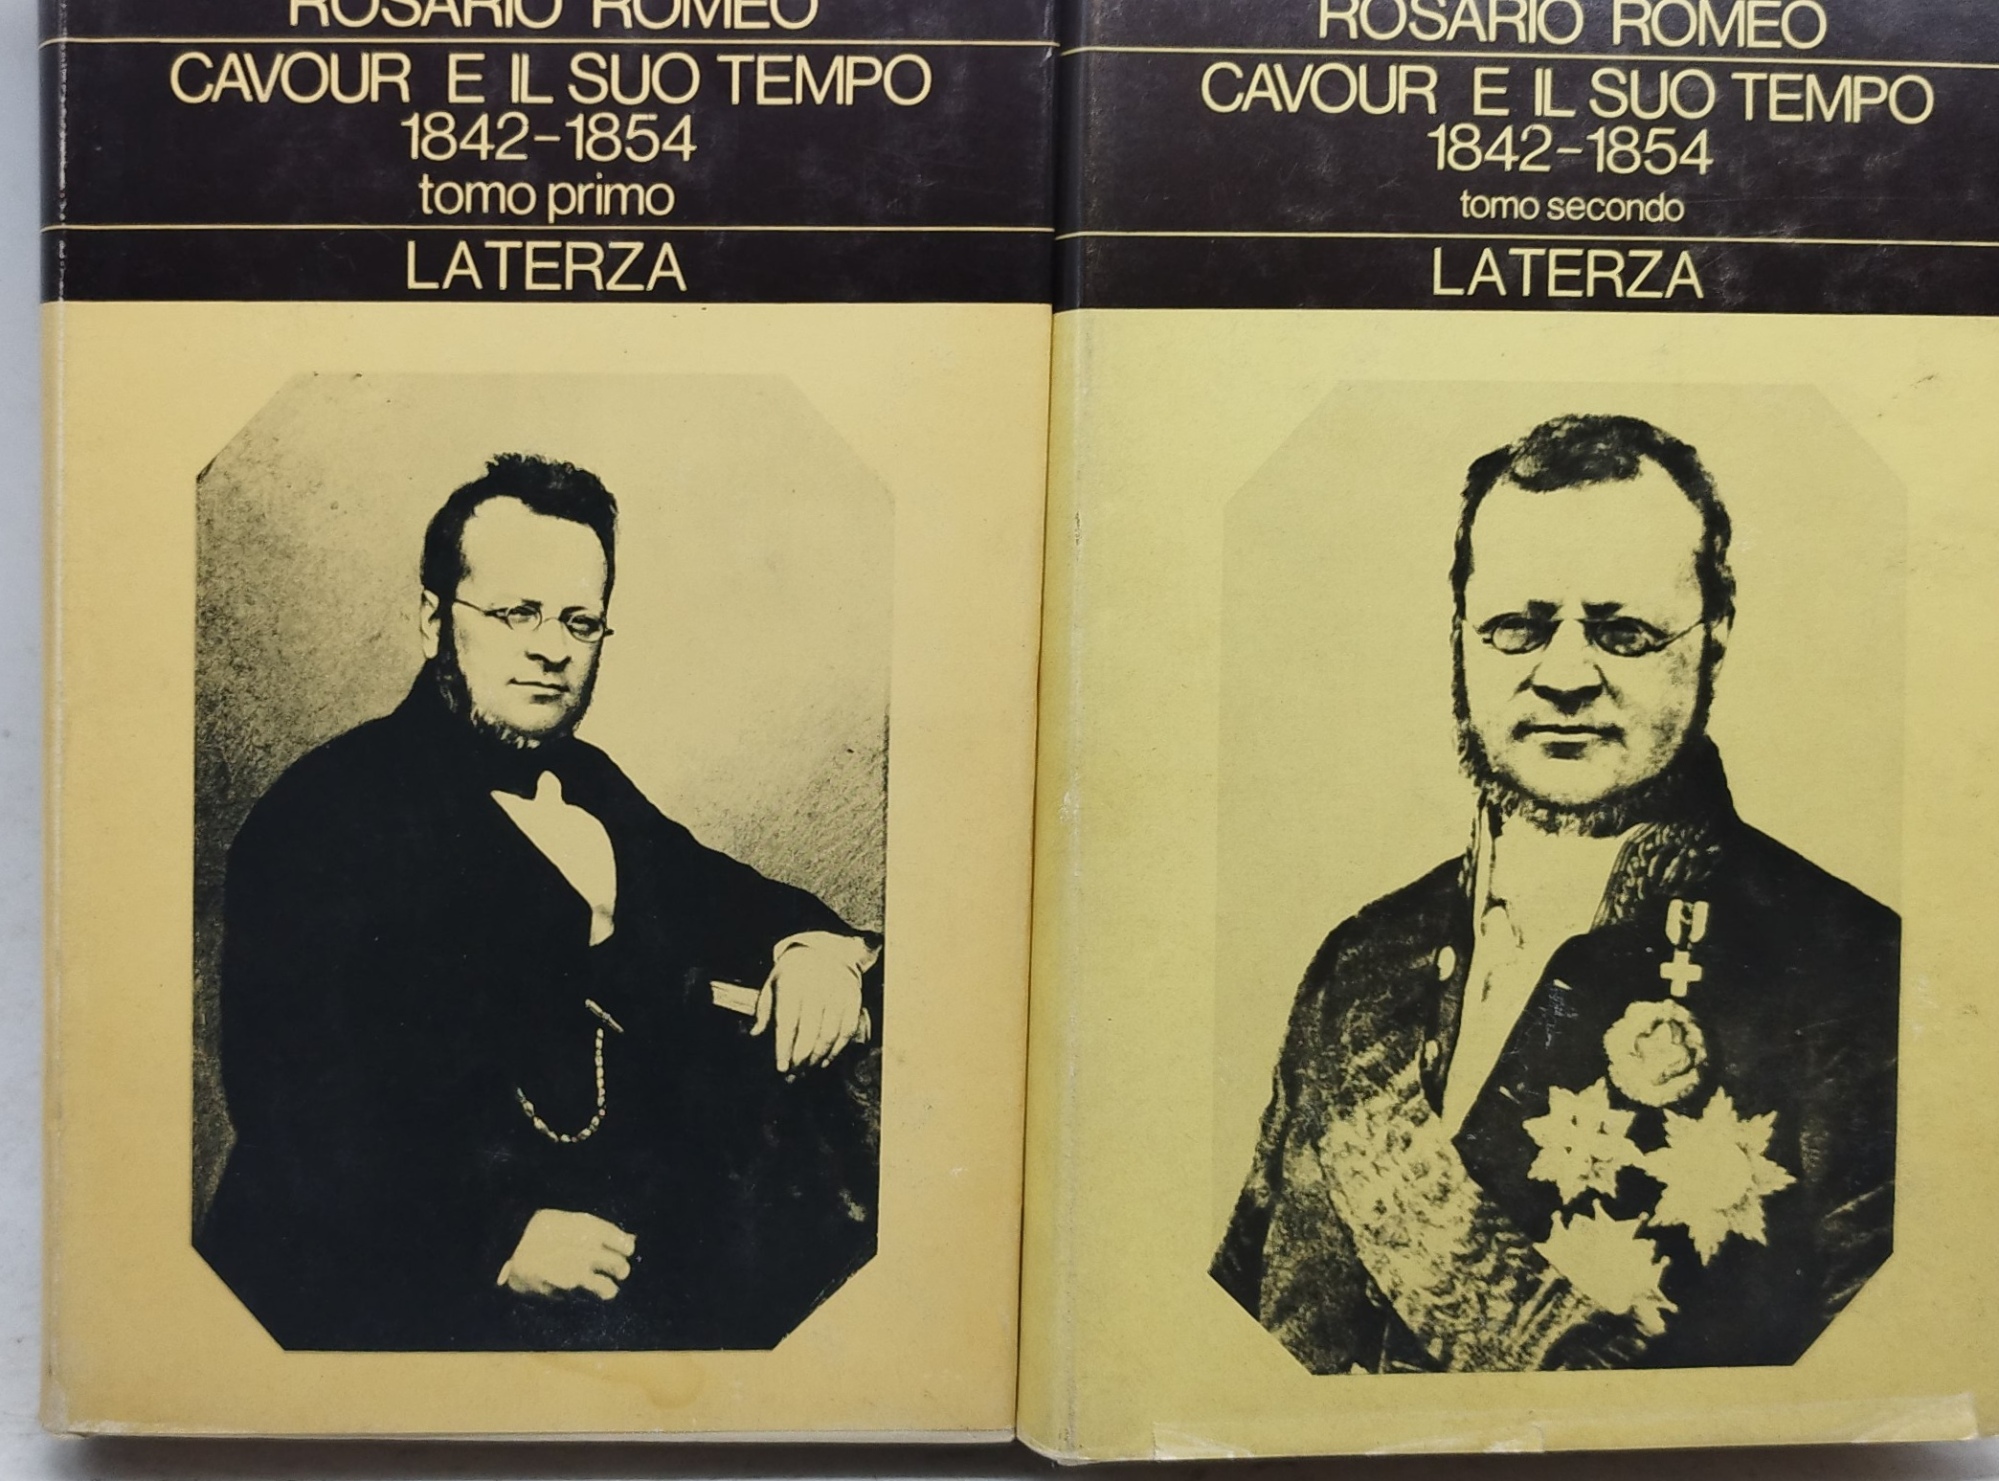 ROSARIO ROMEO
CAVOUR E IL SUO TEMPO
1842-1854
tomo primo
LATERZA
ROSARIO ROMEO
CAVOUR E IL SUO TEMPO
1842-1854
tomo secondo
LATERZA